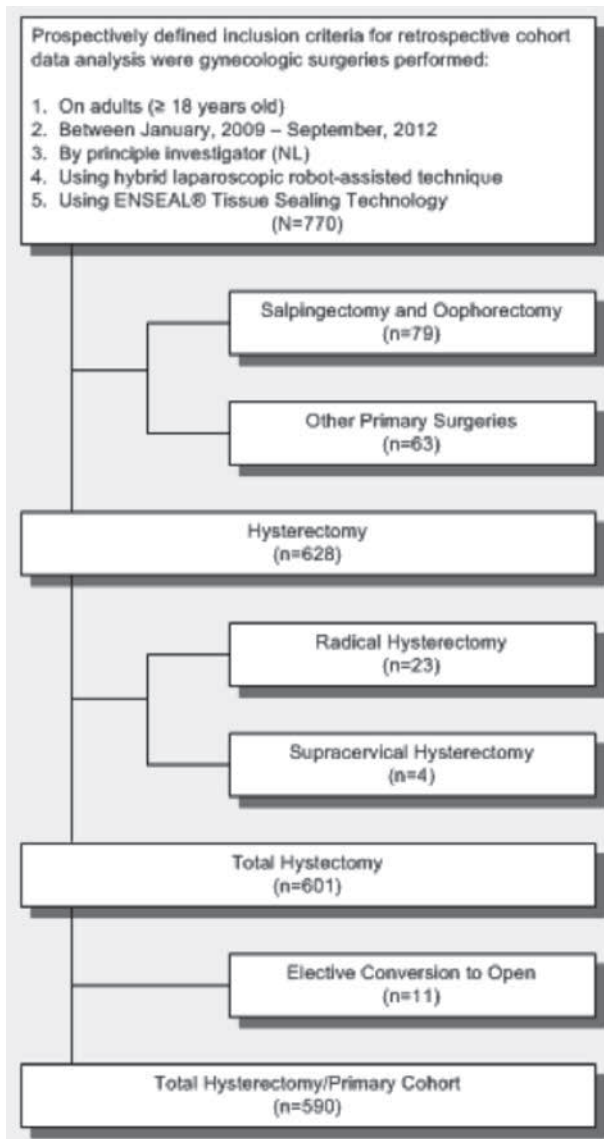 Prospectively defined inclusion criteria for retrospective cohort
data analysis were gynecologic surgeries performed:
1. On adults (≥ 18 years old)
2. Between January, 2009 – September, 2012
3. By principle investigator (NL)
4. Using hybrid laparoscopic robot-assisted technique
5. Using ENSEAL® Tissue Sealing Technology
(N=770)
Salpingectomy and Oophorectomy
(n=79)
Other Primary Surgeries
(n=63)
Hysterectomy
(n=628)
Radical Hysterectomy
(n=23)
Supracervical Hysterectomy
(n=4)
Total Hystectomy
(n=601)
Elective Conversion to Open
(n=11)
Total Hysterectomy/Primary Cohort
(n=590)